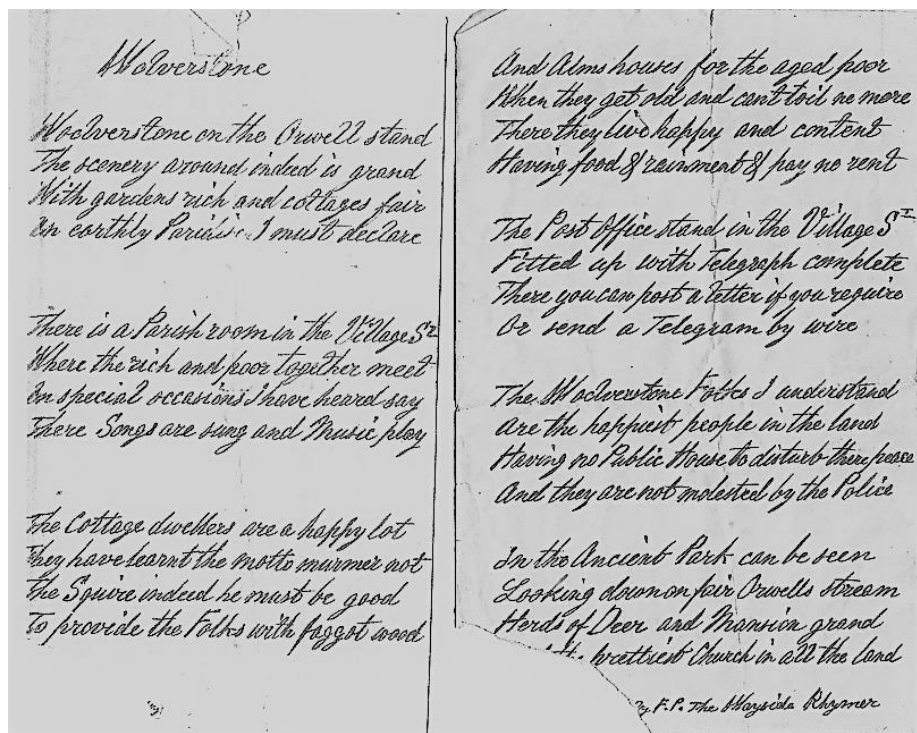 Wolverstone
Woolverstone on the Orwell stand
The scenery around indeed is grand
With gardens rich and cottages fair
An earthly Paridise I must declare
There is a Parish room in the Village St
Where the rich and poor together meet
On special occasions I have heard say
There Songs are sung and Music play
The Cottage dwellers are a happy lot
They have learnt the motto murmer not
The Squire indeed he must be good
To provide the Folks with faggot wood
And Almshouses for the aged poor
When they get old and cant toil no more
There they live happy and content
Having food & rainment & pay no rent
The Post Office stand in the Village St
Fitted up with Telegraph complete
There you can post a letter if you require
Or send a Telegram by wire
The Woolverstone Folks I understand
Are the happiest people in the land
Having no Public House to disturb there peace
And they are not molested by the Police
In the Ancient Park can be seen
Looking down on fair Orwells stream
Herds of Deer and Mansion grand
prettiest Church in all the land
By F.P. The Wayside Rhymer